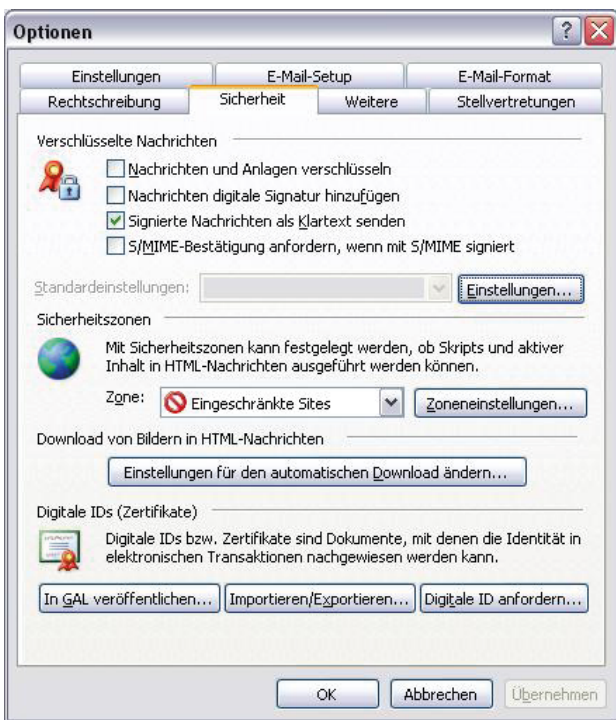 Optionen
Einstellungen E-Mail-Setup E-Mail-Format
Rechtschreibung Sicherheit Weitere Stellvertretungen
Verschlüsselte Nachrichten
Nachrichten und Anlagen verschlüsseln
Nachrichten digitale Signatur hinzufügen
Signierte Nachrichten als Klartext senden
S/MIME-Bestätigung anfordern, wenn mit S/MIME signiert
Standardeinstellungen: Einstellungen...
Sicherheitszonen
Mit Sicherheitszonen kann festgelegt werden, ob Skripts und aktiver
Inhalt in HTML-Nachrichten ausgeführt werden können.
Zone: Eingeschränkte Sites Zoneneinstellungen...
Download von Bildern in HTML-Nachrichten
Einstellungen für den automatischen Download ändern...
Digitale IDs (Zertifikate)
Digitale IDs bzw. Zertifikate sind Dokumente, mit denen die Identität in
elektronischen Transaktionen nachgewiesen werden kann.
In GAL veröffentlichen... Importieren/Exportieren... Digitale ID anfordern...
OK Abbrechen Übernehmen